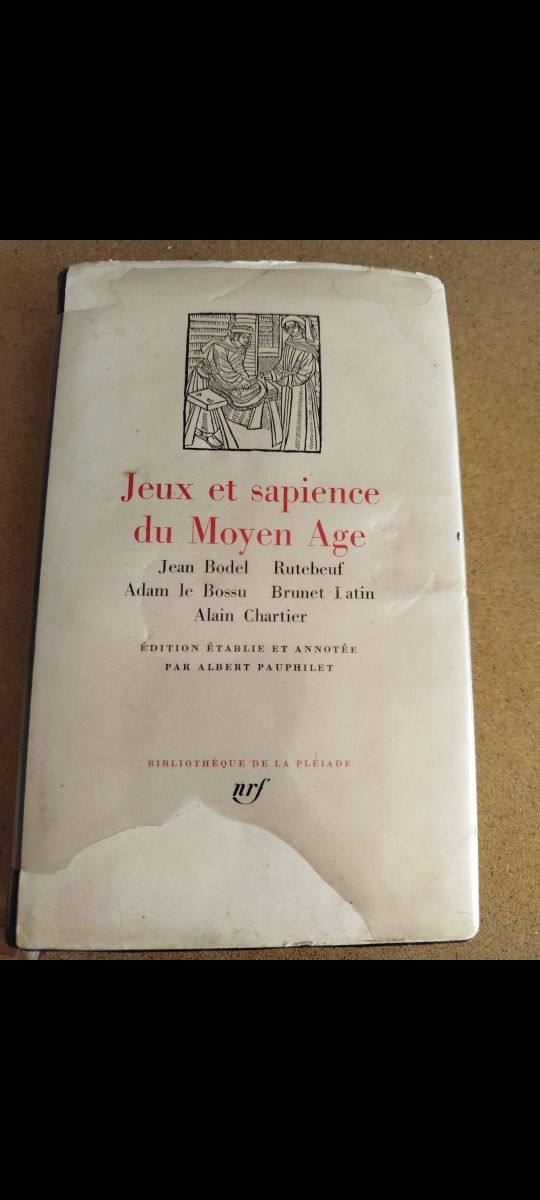 Jeux et sapience
du Moyen Age
Jean Bodel Rutebeuf
Adam le Bossu Brunet Latin
Alain Chartier
ÉDITION ÉTABLIE ET ANNOTÉE
PAR ALBERT PAUPHILET
BIBLIOTHÈQUE DE LA PLÉIADE
nrf